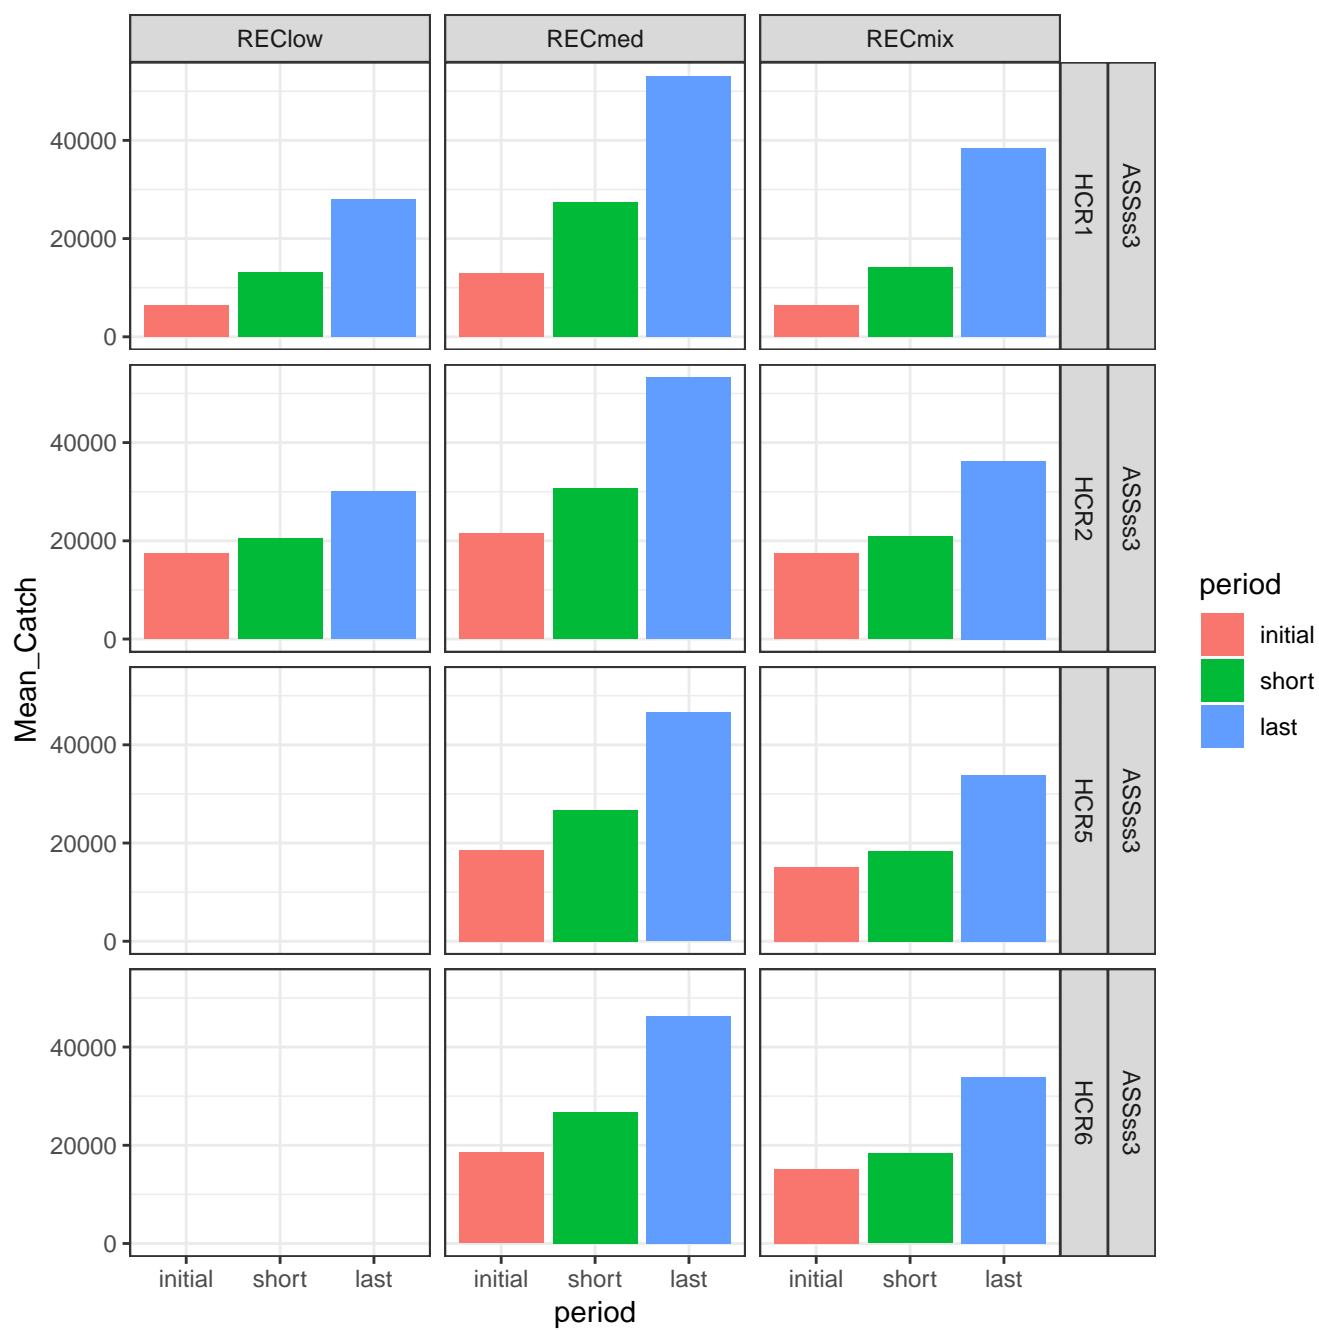 REClow RECmed RECmix
Mean_Catch
40000
20000
0
HCR1
ASSss3
40000
20000
0
HCR2
ASSss3
40000
20000
0
HCR5
ASSss3
40000
20000
0
HCR6
ASSss3
initial short last initial short last initial short last
period
period
initial
short
last